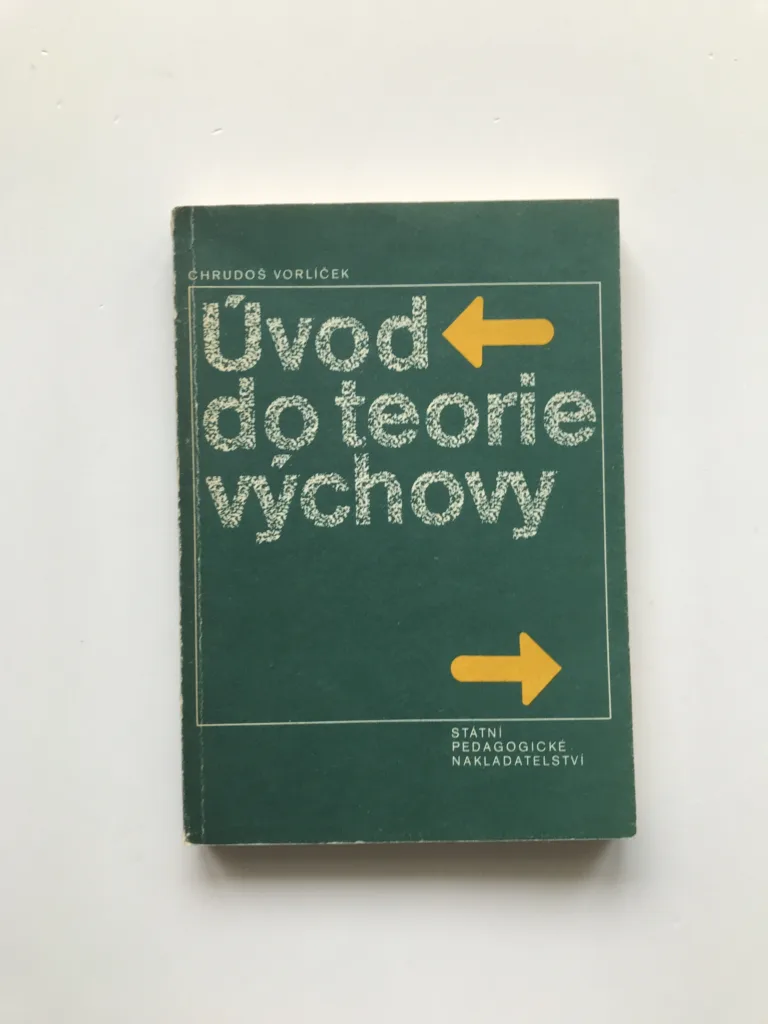 CHRUDOŠ VORLÍČEK
Úvod
do teorie
výchovy
STÁTNÍ
PEDAGOGICKÉ
NAKLADATELSTVÍ